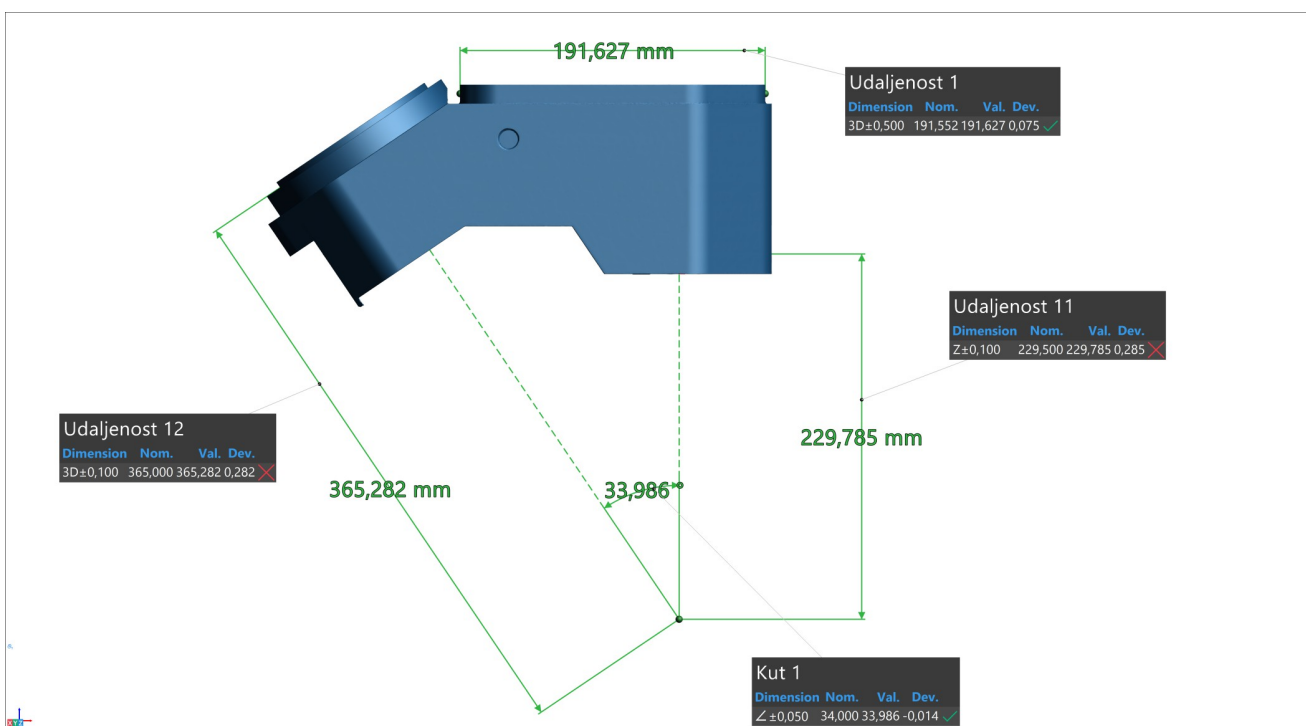 191,627 mm
Udaljenost 1
Dimension Nom. Val. Dev.
3D±0,500 191,552 191,627 0,075
Udaljenost 11
Dimension Nom. Val. Dev.
Z±0,100 229,500 229,785 0,285
Udaljenost 12
Dimension Nom. Val. Dev.
3D±0,100 365,000 365,282 0,282
229,785 mm
365,282 mm
33,986
Kut 1
Dimension Nom. Val. Dev.
∠±0,050 34,000 33,986 -0,014
X Y Z